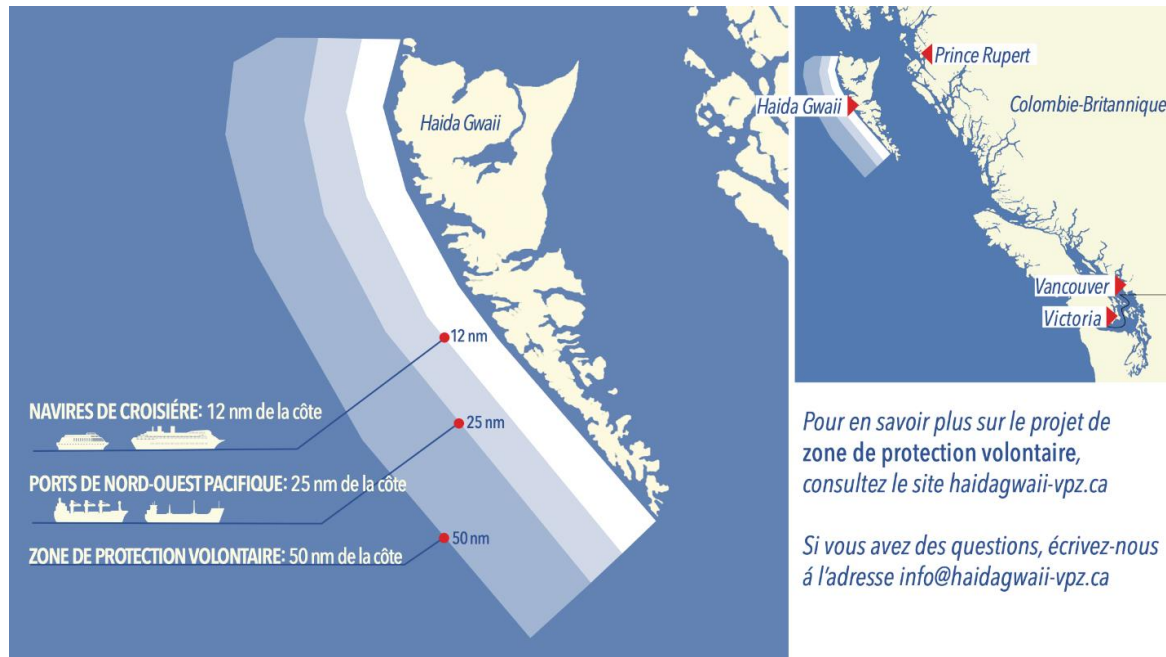 Haida Gwaii
12 nm
NAVIRES DE CROISIÉRE: 12 nm de la côte
25 nm
PORTS DE NORD-OUEST PACIFIQUE: 25 nm de la côte
50 nm
ZONE DE PROTECTION VOLONTAIRE: 50 nm de la côte
Prince Rupert
Haida Gwaii
Colombie-Britannique
Vancouver
Victoria
Pour en savoir plus sur le projet de
zone de protection volontaire,
consultez le site haidagwaii-vpz.ca
Si vous avez des questions, écrivez-nous
á l'adresse info@haidagwaii-vpz.ca